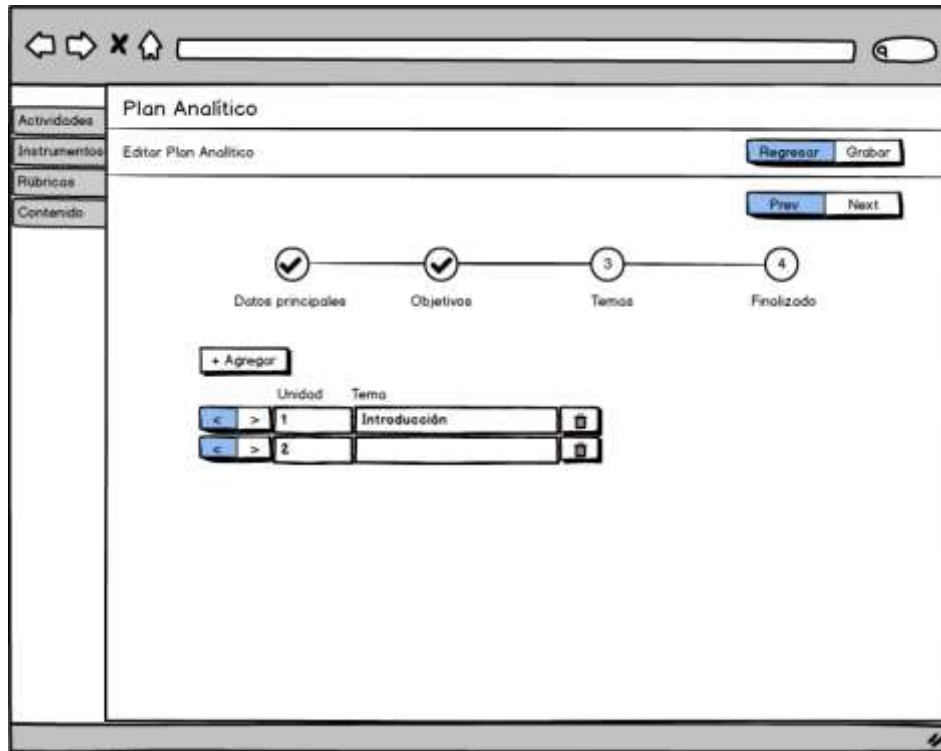 Plan Analítico
Actividades
Instrumentos
Rúbricas
Contenido
Editar Plan Analítico
Regresar Grabar
Prev Next
3 4
Datos principales Objetivos Temas Finalizado
+ Agregar
Unidad Tema
< > 1 Introducción
< > 2